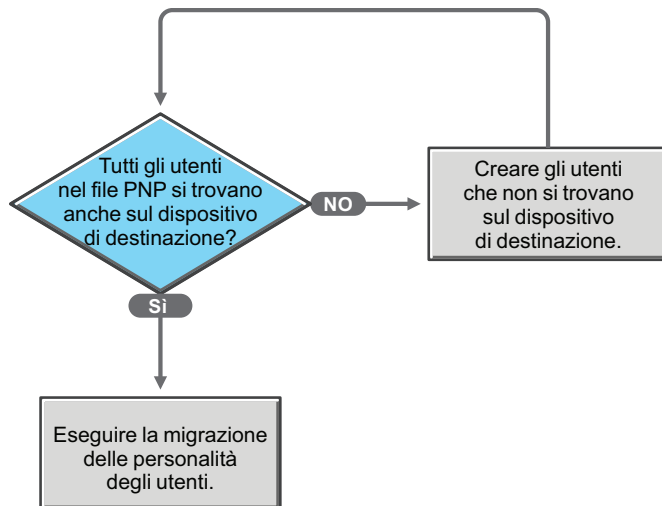 Tutti gli utenti
nel file PNP si trovano
anche sul dispositivo
di destinazione?
NO
Creare gli utenti
che non si trovano
sul dispositivo
di destinazione.
Sì
Eseguire la migrazione
delle personalità
degli utenti.